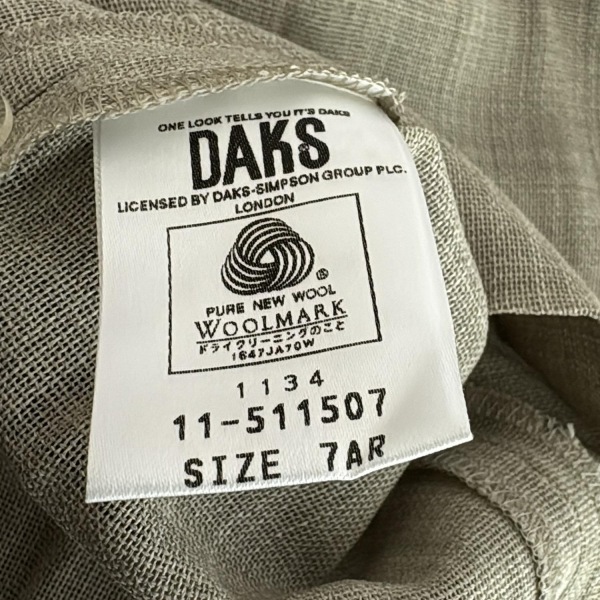 ONE LOOK TELLS YOU IT'S DAKS
DAKS
LICENSED BY DAKS-SIMPSON GROUP PLC.
LONDON
®
PURE NEW WOOL
WOOLMARK
ドライクリーニングのこと
1647JA70W
1134
11-511507
SIZE 7AR